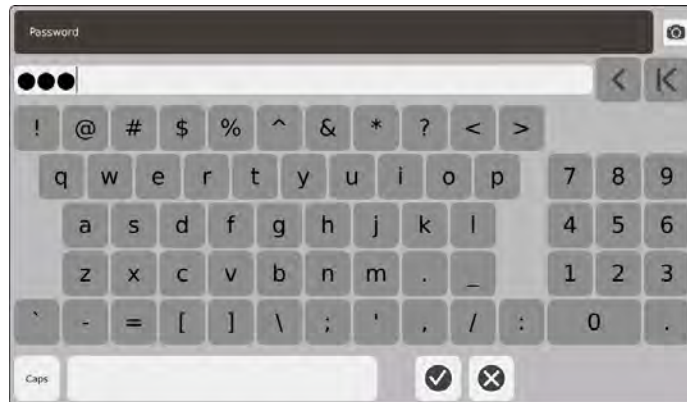 Password
●●●
! @ # $ % ^ & * ? < >
q w e r t y u i o p 7 8 9
a s d f g h j k l 4 5 6
z x c v b n m . _ 1 2 3
` - = [ ] \ ; ' , / : 0 .
Caps